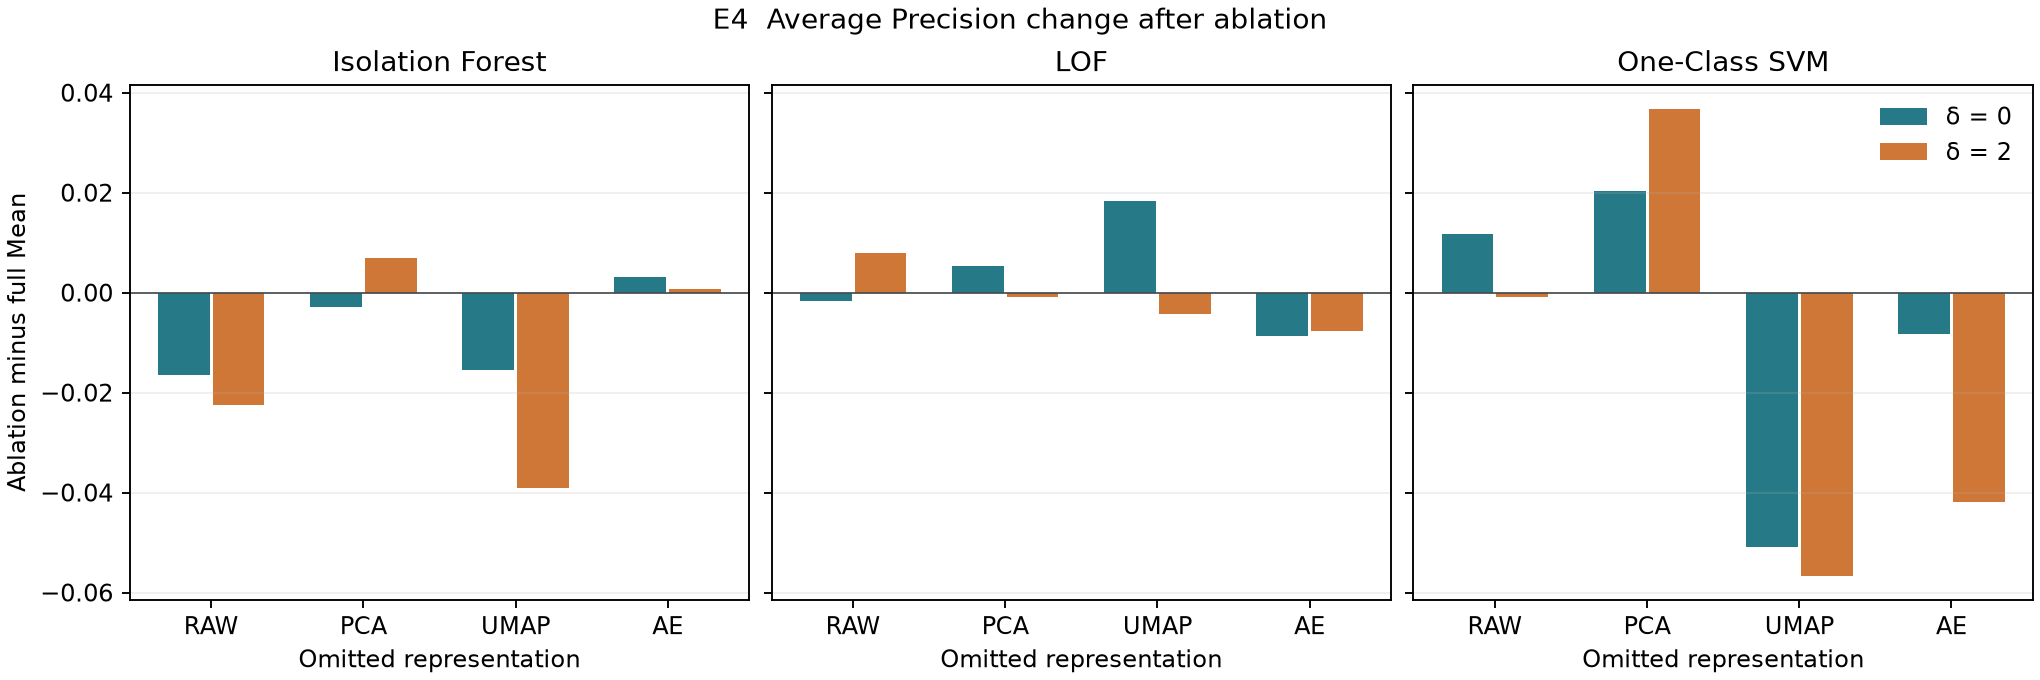 E4  Average Precision change after ablation
Isolation Forest
LOF
One-Class SVM
Ablation minus full Mean
0.04
0.02
0.00
−0.02
−0.04
−0.06
δ = 0
δ = 2
RAW PCA UMAP AE
RAW PCA UMAP AE
RAW PCA UMAP AE
Omitted representation
Omitted representation
Omitted representation